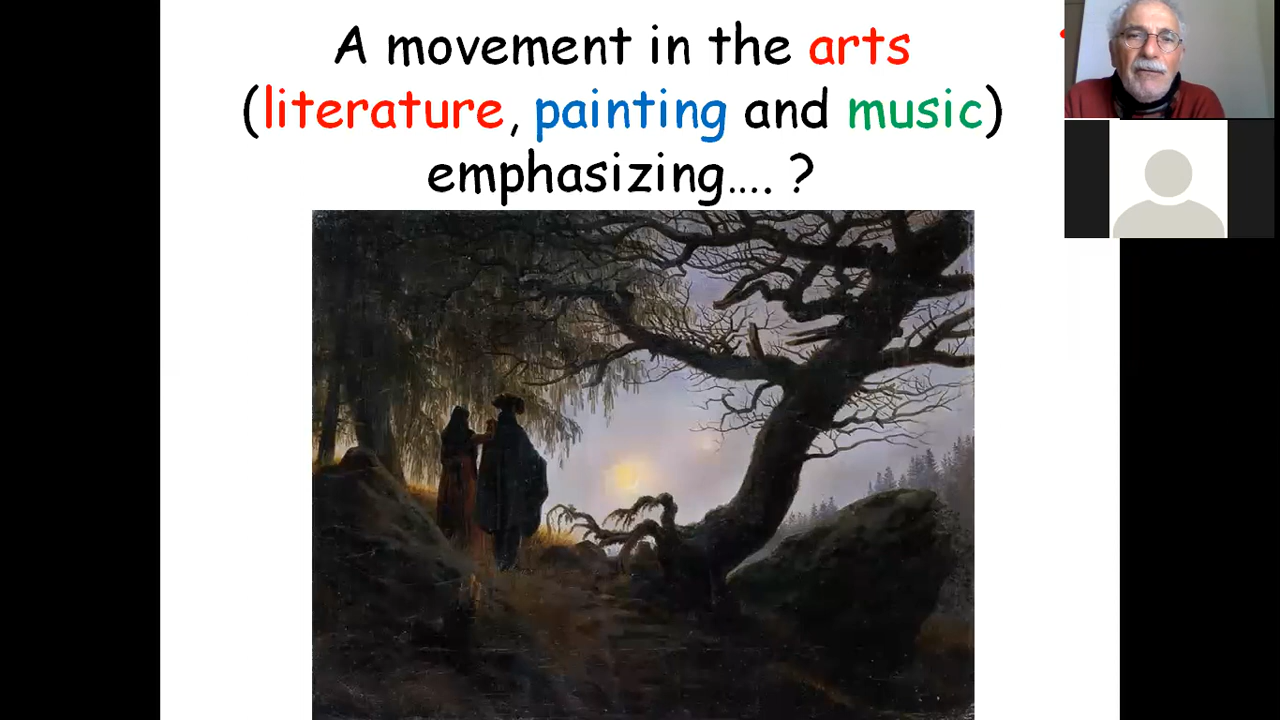 A movement in the arts
(literature, painting and music)
emphasizing.... ?